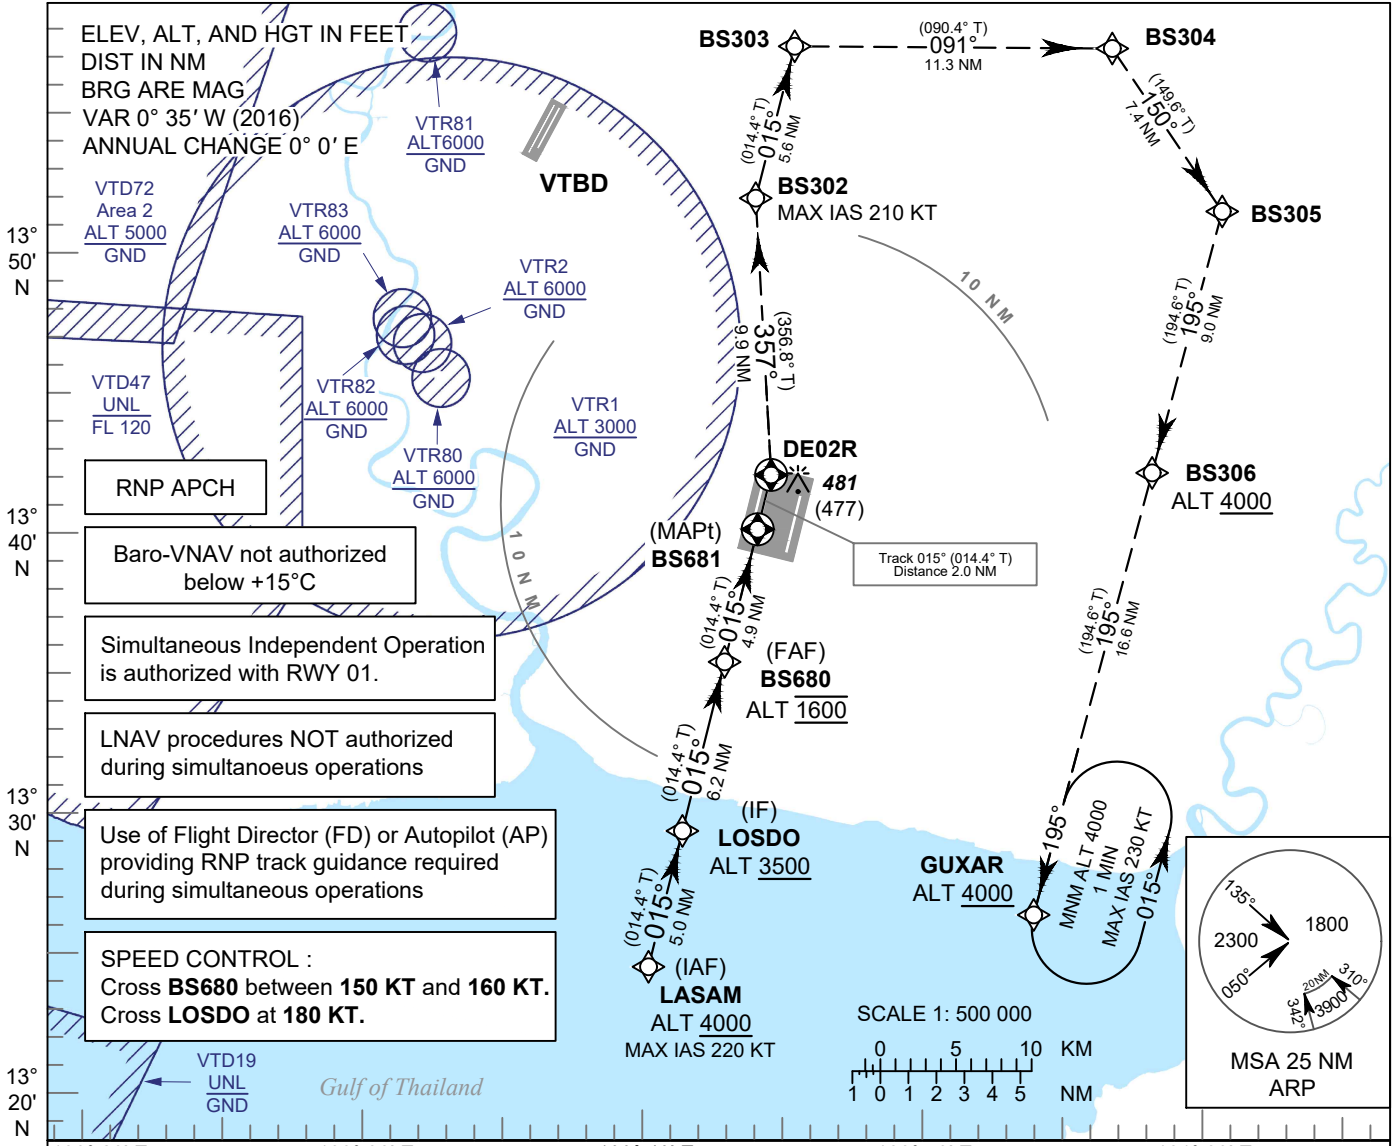 ELEV, ALT, AND HGT IN FEET
DIST IN NM
BRG ARE MAG
VAR 0° 35′ W (2016)
ANNUAL CHANGE 0° 0′ E
VTR81
ALT6000
GND
VTBD
VTD72
Area 2
ALT 5000
GND
VTR83
ALT 6000
GND
VTR2
ALT 6000
GND
VTD47
UNL
FL 120
VTR82
ALT 6000
GND
VTR1
ALT 3000
GND
VTR80
ALT 6000
GND
13°
50'
N
13°
40'
N
13°
30'
N
13°
20'
N
RNP APCH
Baro-VNAV not authorized
below +15°C
Simultaneous Independent Operation
is authorized with RWY 01.
LNAV procedures NOT authorized
during simultanoeus operations
Use of Flight Director (FD) or Autopilot (AP)
providing RNP track guidance required
during simultaneous operations
SPEED CONTROL :
Cross BS680 between 150 KT and 160 KT.
Cross LOSDO at 180 KT.
VTD19
UNL
GND
Gulf of Thailand
BS303
(090.4° T)
091°
11.3 NM
BS304
(149.6° T)
150°
7.4 NM
BS305
(014.4° T)
015°
5.6 NM
BS302
MAX IAS 210 KT
10 NM
(194.6° T)
195°
9.0 NM
(356.8° T)
357°
9.9 NM
DE02R
481
(477)
BS306
ALT 4000
(MAPt)
BS681
Track 015° (014.4° T)
Distance 2.0 NM
10 NM
(014.4° T)
015°
4.9 NM
(194.6° T)
195°
16.6 NM
(FAF)
BS680
ALT 1600
(014.4° T)
015°
6.2 NM
(IF)
LOSDO
ALT 3500
195°
MNM ALT 4000
1 MIN
MAX IAS 230 KT
015°
GUXAR
ALT 4000
(014.4° T)
015°
5.0 NM
(IAF)
LASAM
ALT 4000
MAX IAS 220 KT
SCALE 1: 500 000
0 5 10 KM
1 0 1 2 3 4 5 NM
135°
1800
2300
050°
20NM
310°
342°
3900
MSA 25 NM
ARP